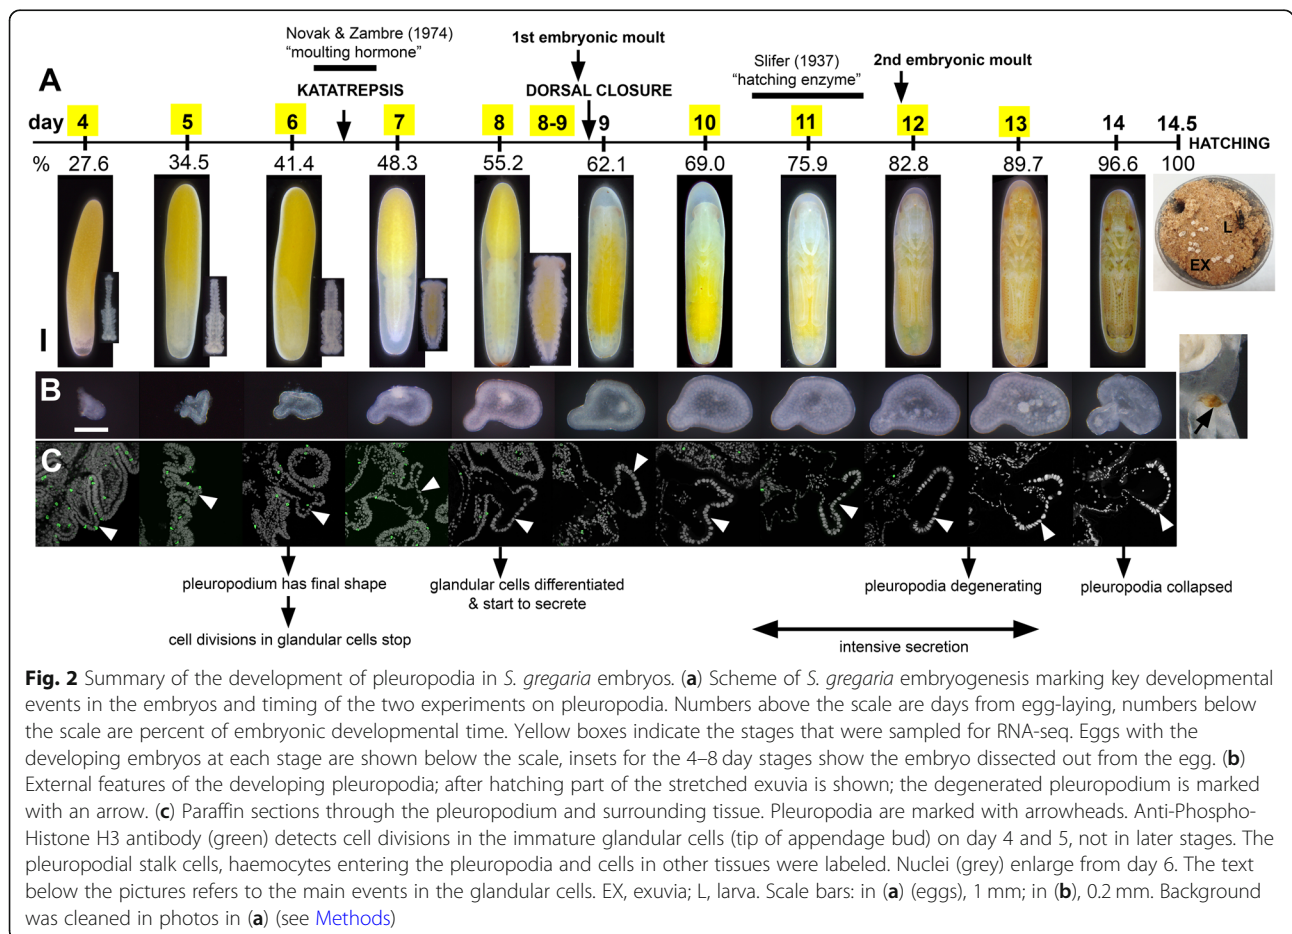 Novak & Zambre (1974)
“moulting hormone”
1st embryonic moult
Slifer (1937)
“hatching enzyme”
2nd embryonic moult
A
KATATREPSIS
DORSAL CLOSURE
day 4 5 6 7 8 8-9 9 10 11 12 13 14 14.5
HATCHING
% 27.6 34.5 41.4 48.3 55.2 62.1 69.0 75.9 82.8 89.7 96.6 100
L
EX
B
C
pleuropodium has final shape
glandular cells differentiated
& start to secrete
pleuropodia degenerating
pleuropodia collapsed
cell divisions in glandular cells stop
intensive secretion
Fig. 2 Summary of the development of pleuropodia in S. gregaria embryos. (a) Scheme of S. gregaria embryogenesis marking key developmental
events in the embryos and timing of the two experiments on pleuropodia. Numbers above the scale are days from egg-laying, numbers below
the scale are percent of embryonic developmental time. Yellow boxes indicate the stages that were sampled for RNA-seq. Eggs with the
developing embryos at each stage are shown below the scale, insets for the 4–8 day stages show the embryo dissected out from the egg. (b)
External features of the developing pleuropodia; after hatching part of the stretched exuvia is shown; the degenerated pleuropodium is marked
with an arrow. (c) Paraffin sections through the pleuropodium and surrounding tissue. Pleuropodia are marked with arrowheads. Anti-Phospho-
Histone H3 antibody (green) detects cell divisions in the immature glandular cells (tip of appendage bud) on day 4 and 5, not in later stages. The
pleuropodial stalk cells, haemocytes entering the pleuropodia and cells in other tissues were labeled. Nuclei (grey) enlarge from day 6. The text
below the pictures refers to the main events in the glandular cells. EX, exuvia; L, larva. Scale bars: in (a) (eggs), 1 mm; in (b), 0.2 mm. Background
was cleaned in photos in (a) (see Methods)